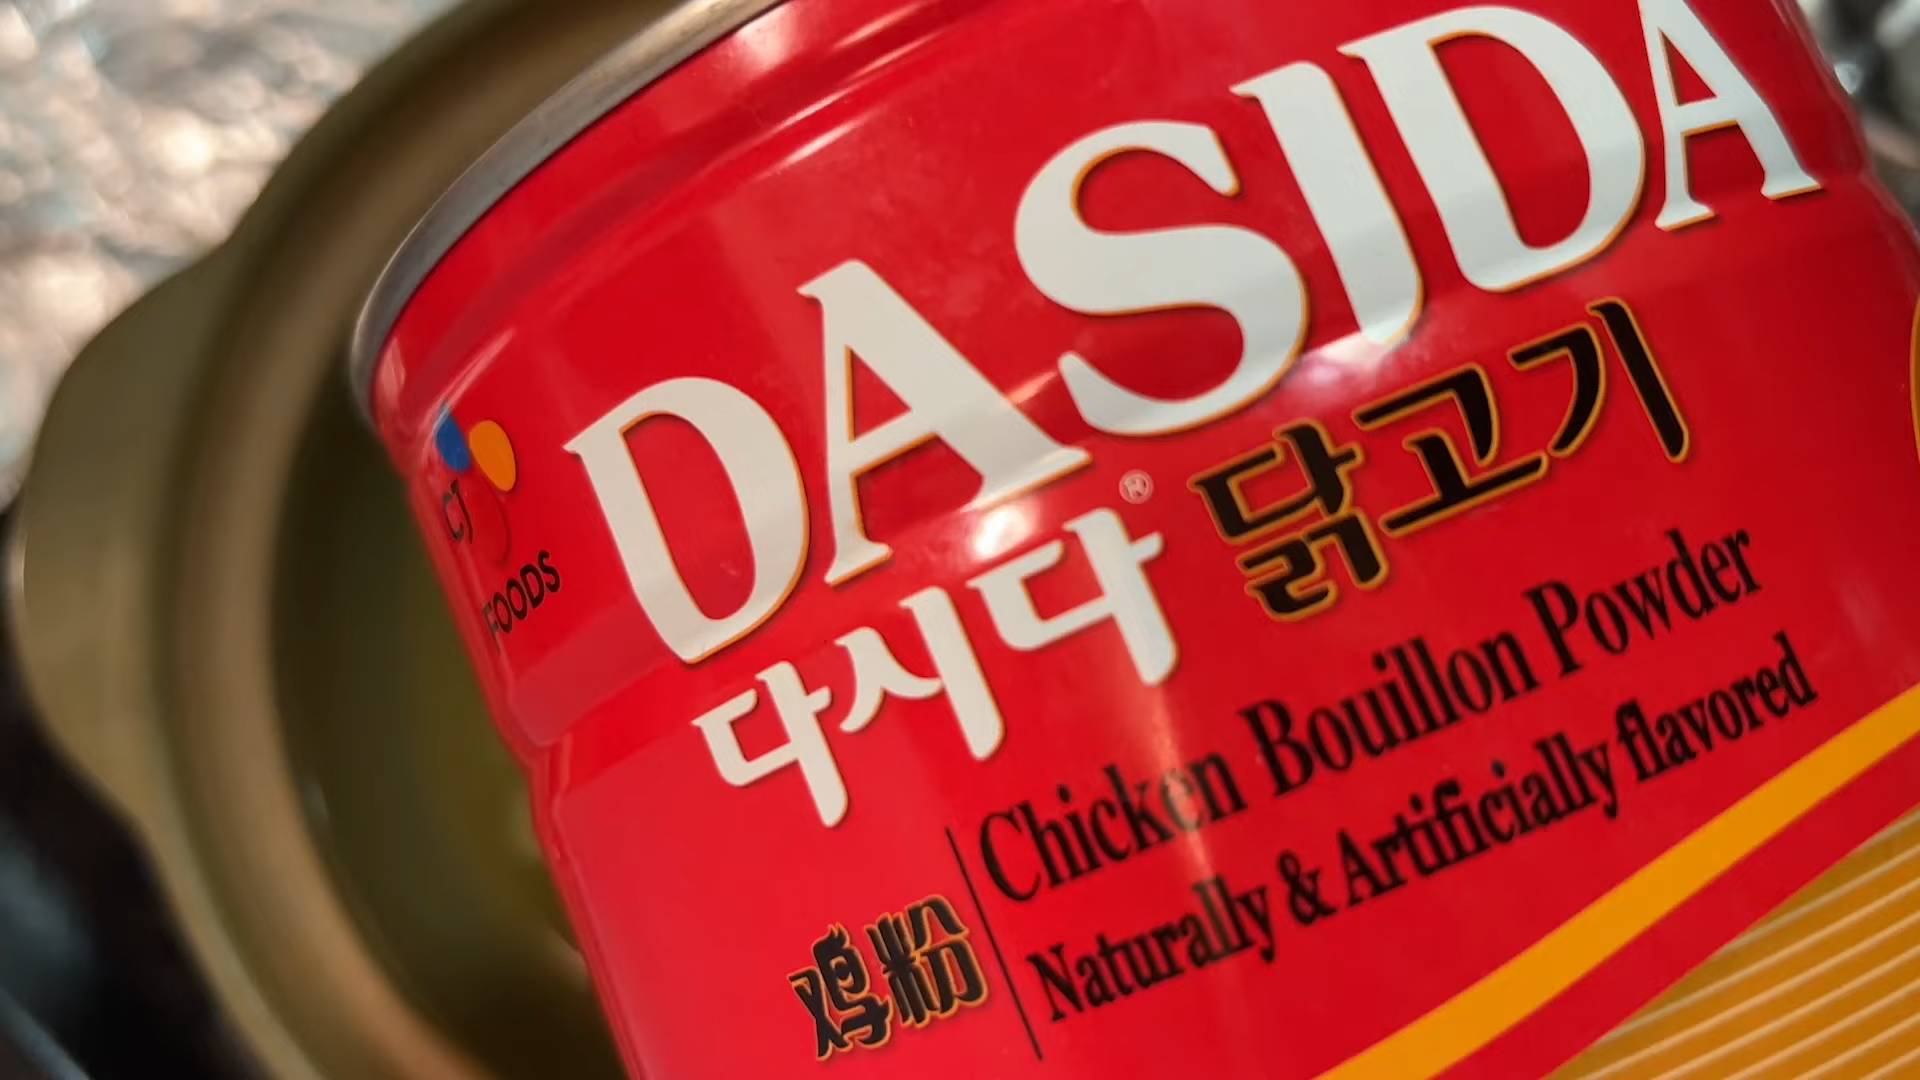 CJ
FOODS
DASIDA
다시다® 닭고기
鸡粉
Chicken Bouillon Powder
Naturally & Artificially flavored